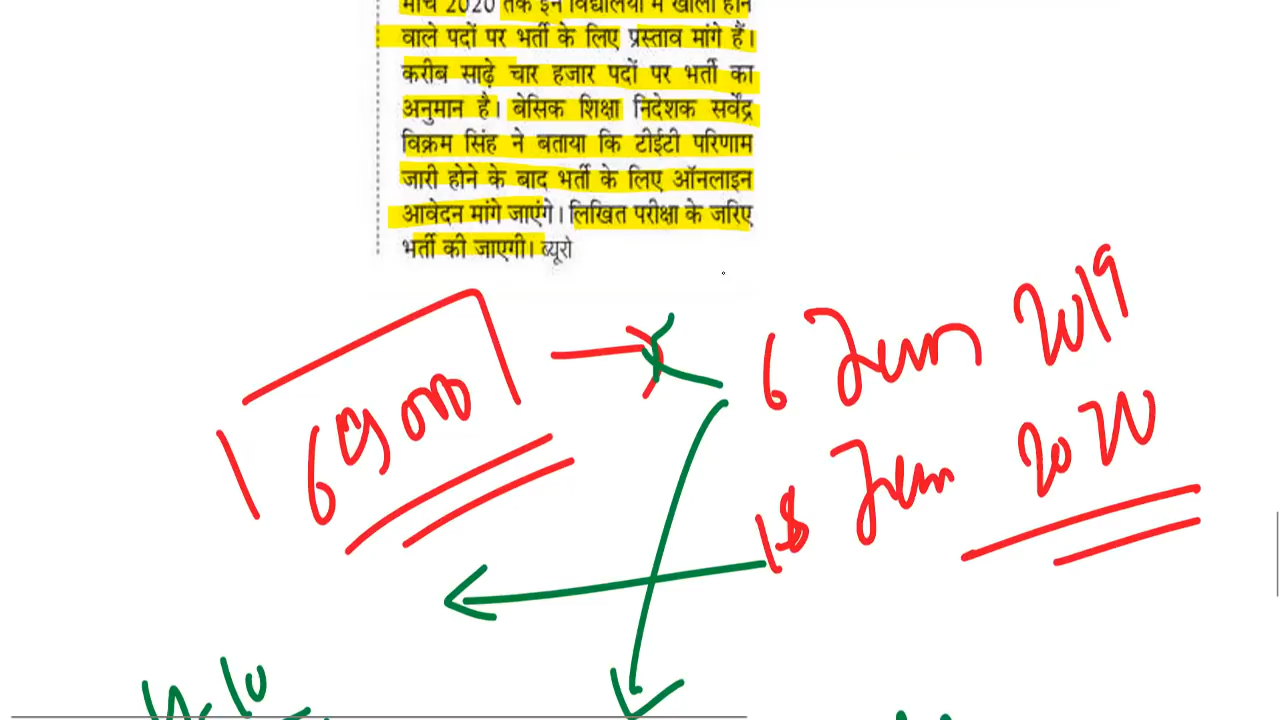 मार्च 2020 तक इन विद्यालयों में खाली होने
वाले पदों पर भर्ती के लिए प्रस्ताव मांगे हैं।
करीब साढ़े चार हजार पदों पर भर्ती का
अनुमान है। बेसिक शिक्षा निदेशक सर्वेंद्र
विक्रम सिंह ने बताया कि टीईटी परिणाम
जारी होने के बाद भर्ती के लिए ऑनलाइन
आवेदन मांगे जाएंगे। लिखित परीक्षा के जरिए
भर्ती की जाएगी। ब्यूरो
6 Jan 2019
69000
18 Jan 2020